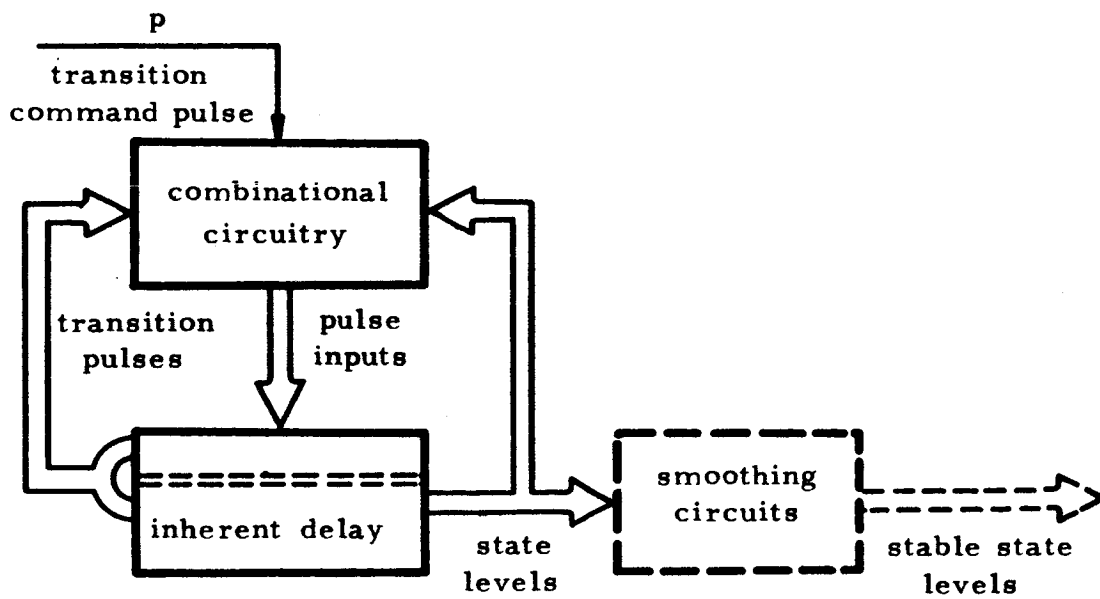 p
transition
command pulse
combinational
circuitry
transition
pulses
pulse
inputs
inherent delay
state
levels
smoothing
circuits
stable state
levels